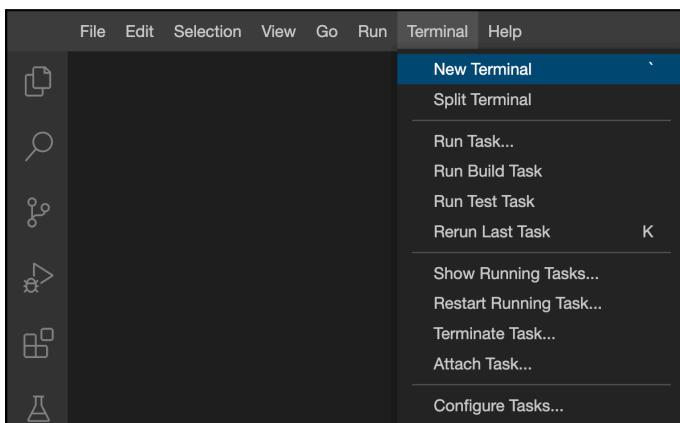 File Edit Selection View Go Run Terminal Help
New Terminal `
Split Terminal
Run Task...
Run Build Task
Run Test Task
Rerun Last Task K
Show Running Tasks...
Restart Running Task...
Terminate Task...
Attach Task...
Configure Tasks...